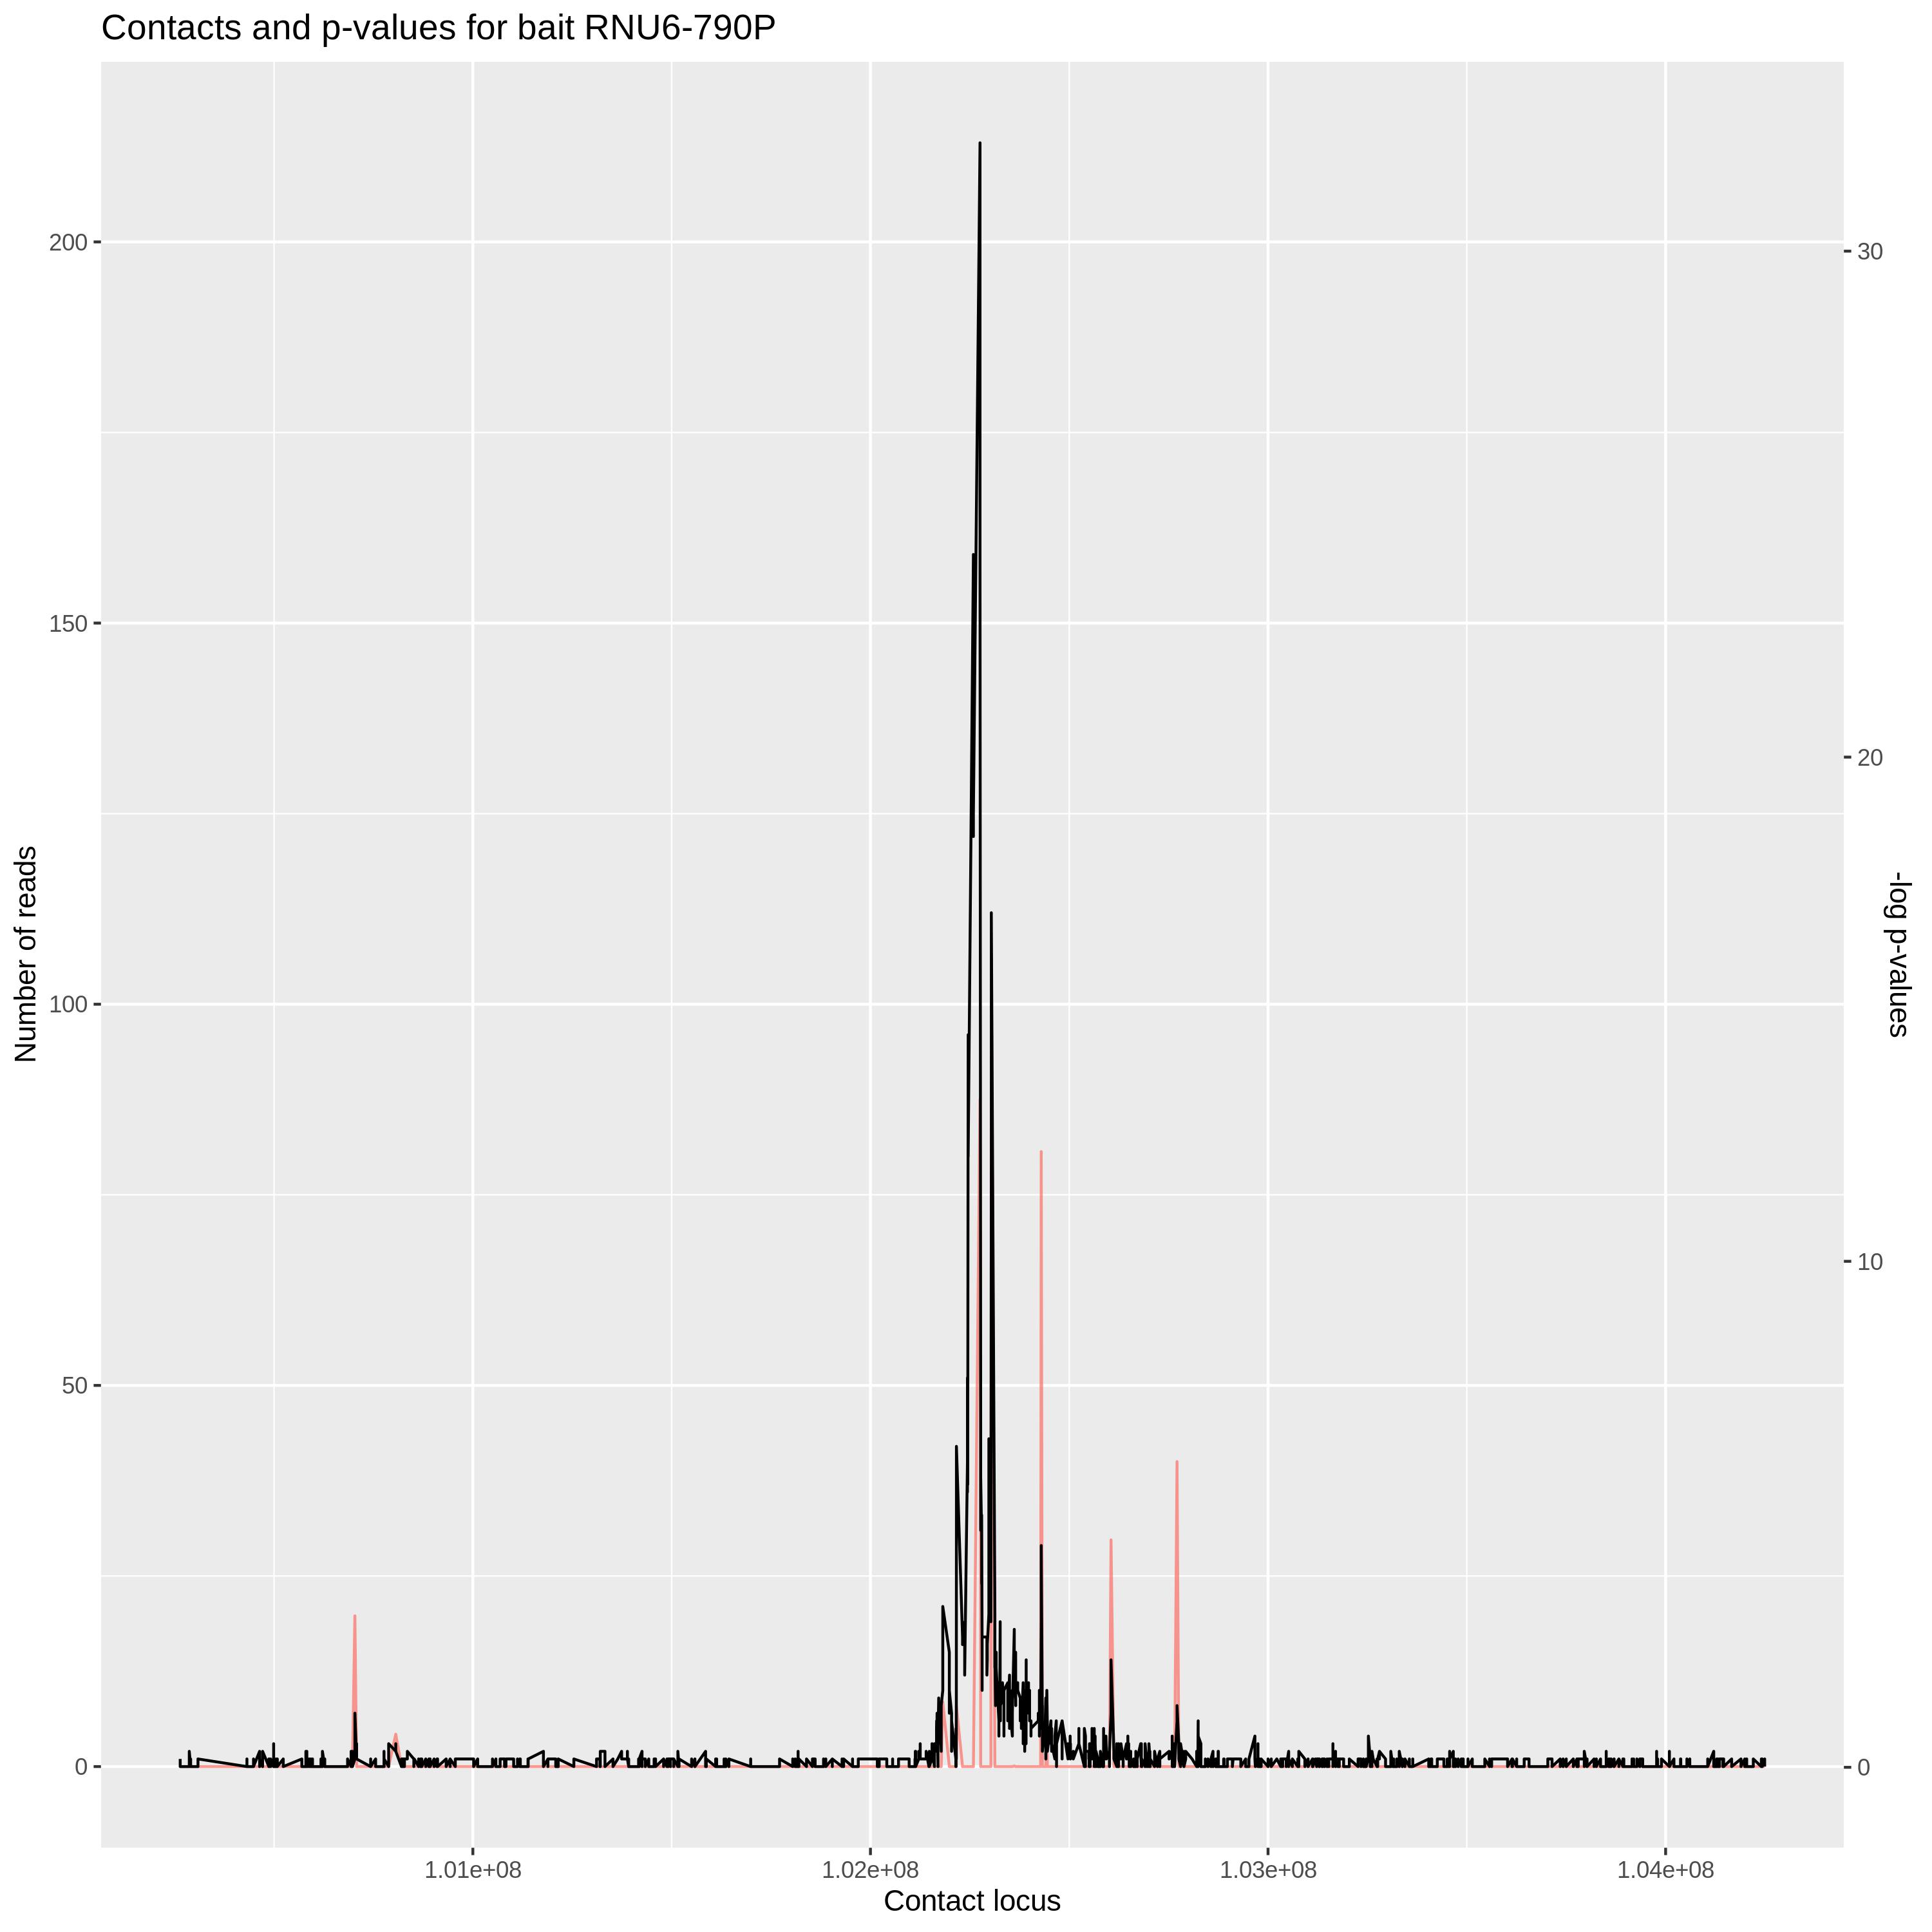 Contacts and p-values for bait RNU6-790P
200
150
100
50
0
Number of reads
30
20
10
0
-log p-values
1.01e+08
1.02e+08
1.03e+08
1.04e+08
Contact locus